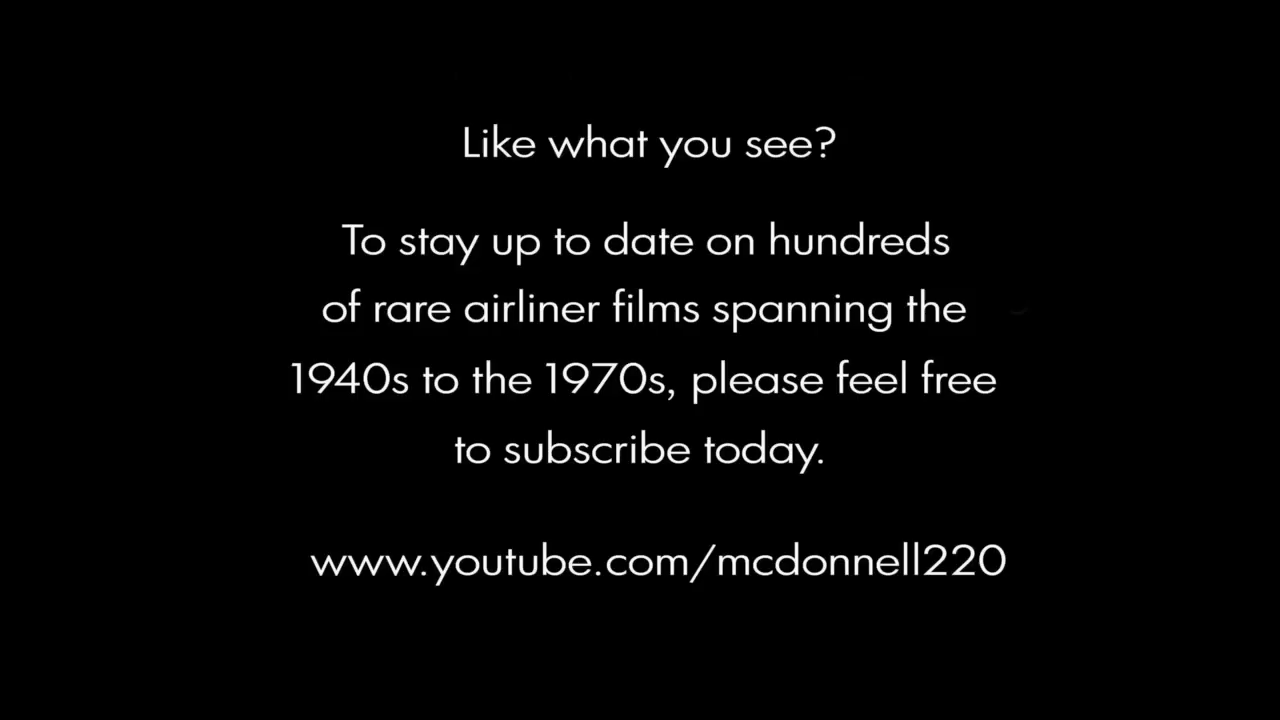 Like what you see?
To stay up to date on hundreds
of rare airliner films spanning the
1940s to the 1970s, please feel free
to subscribe today.
www.youtube.com/mcdonnell220